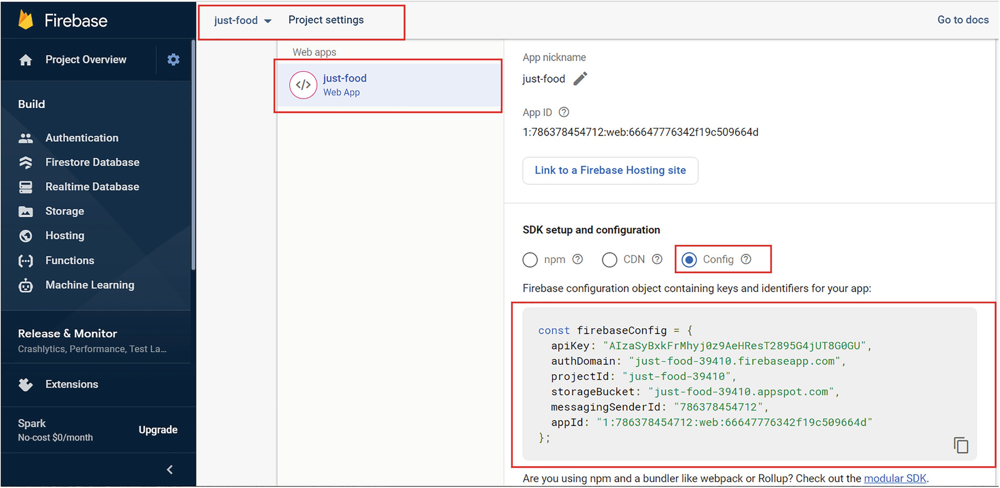 Firebase
just-food
Project settings
Go to docs
Project Overview
Build
Authentication
Firestore Database
Realtime Database
Storage
Hosting
Functions
Machine Learning
Release & Monitor
Crashlytics, Performance, Test La...
Extensions
Spark
No-cost $0/month
Upgrade
Web apps
</> just-food
Web App
App nickname
just-food
App ID
1:786378454712:web:66647776342f19c509664d
Link to a Firebase Hosting site
SDK setup and configuration
npm CDN Config
Firebase configuration object containing keys and identifiers for your app:
const firebaseConfig = {
apiKey: "AIzaSyBxkFrMhyj0z9AeHResT2895G4jUT8G0GU",
authDomain: "just-food-39410.firebaseapp.com",
projectId: "just-food-39410",
storageBucket: "just-food-39410.appspot.com",
messagingSenderId: "786378454712",
appId: "1:786378454712:web:66647776342f19c509664d"
};
Are you using npm and a bundler like webpack or Rollup? Check out the modular SDK.